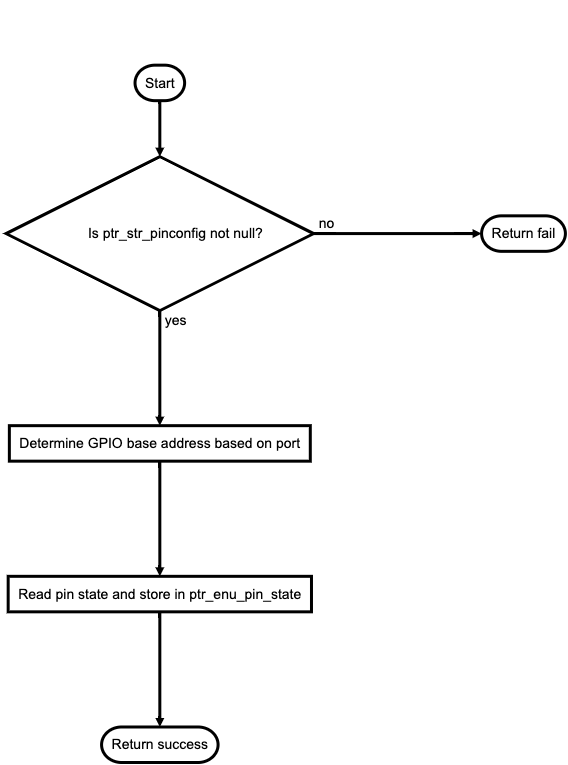 Start
Is ptr_str_pinconfig not null?
no
Return fail
yes
Determine GPIO base address based on port
Read pin state and store in ptr_enu_pin_state
Return success